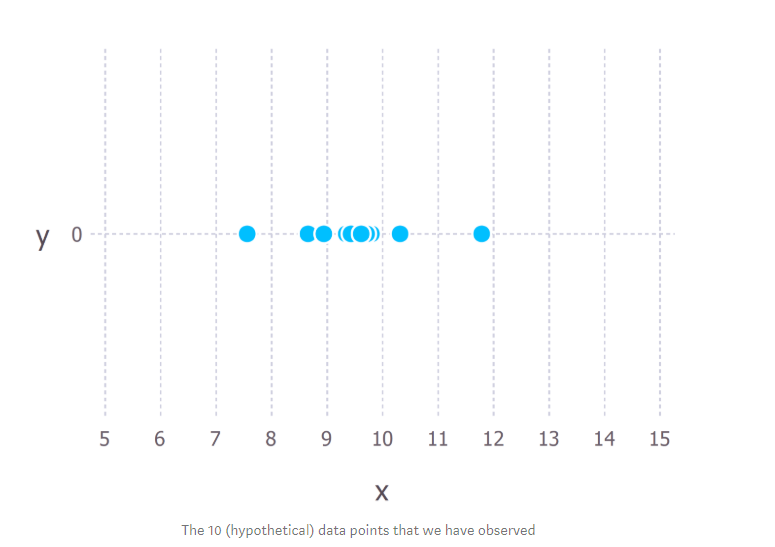 y 0
5 6 7 8 9 10 11 12 13 14 15
x
The 10 (hypothetical) data points that we have observed